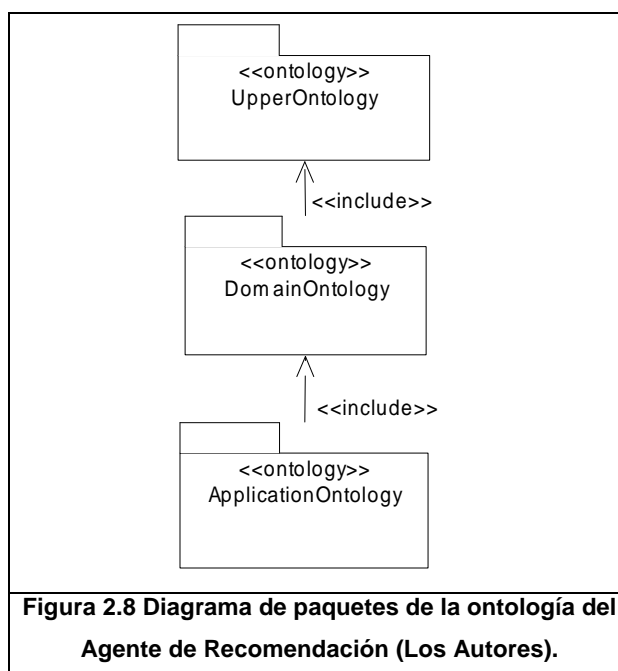 <<ontology>>
UpperOntology
<<include>>
<<ontology>>
DomainOntology
<<include>>
<<ontology>>
ApplicationOntology
Figura 2.8 Diagrama de paquetes de la ontología del
Agente de Recomendación (Los Autores).